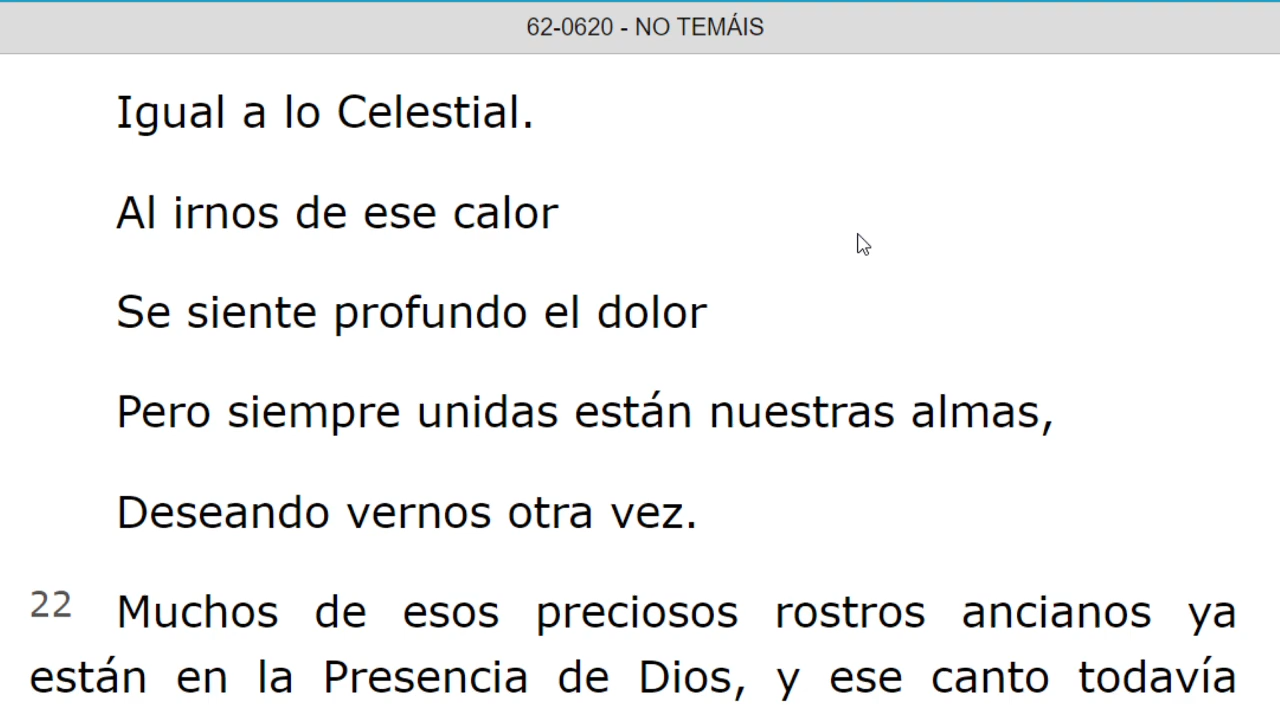 62-0620 - NO TEMÁIS
Igual a lo Celestial.
Al irnos de ese calor
Se siente profundo el dolor
Pero siempre unidas están nuestras almas,
Deseando vernos otra vez.
22 Muchos de esos preciosos rostros ancianos ya
están en la Presencia de Dios, y ese canto todavía